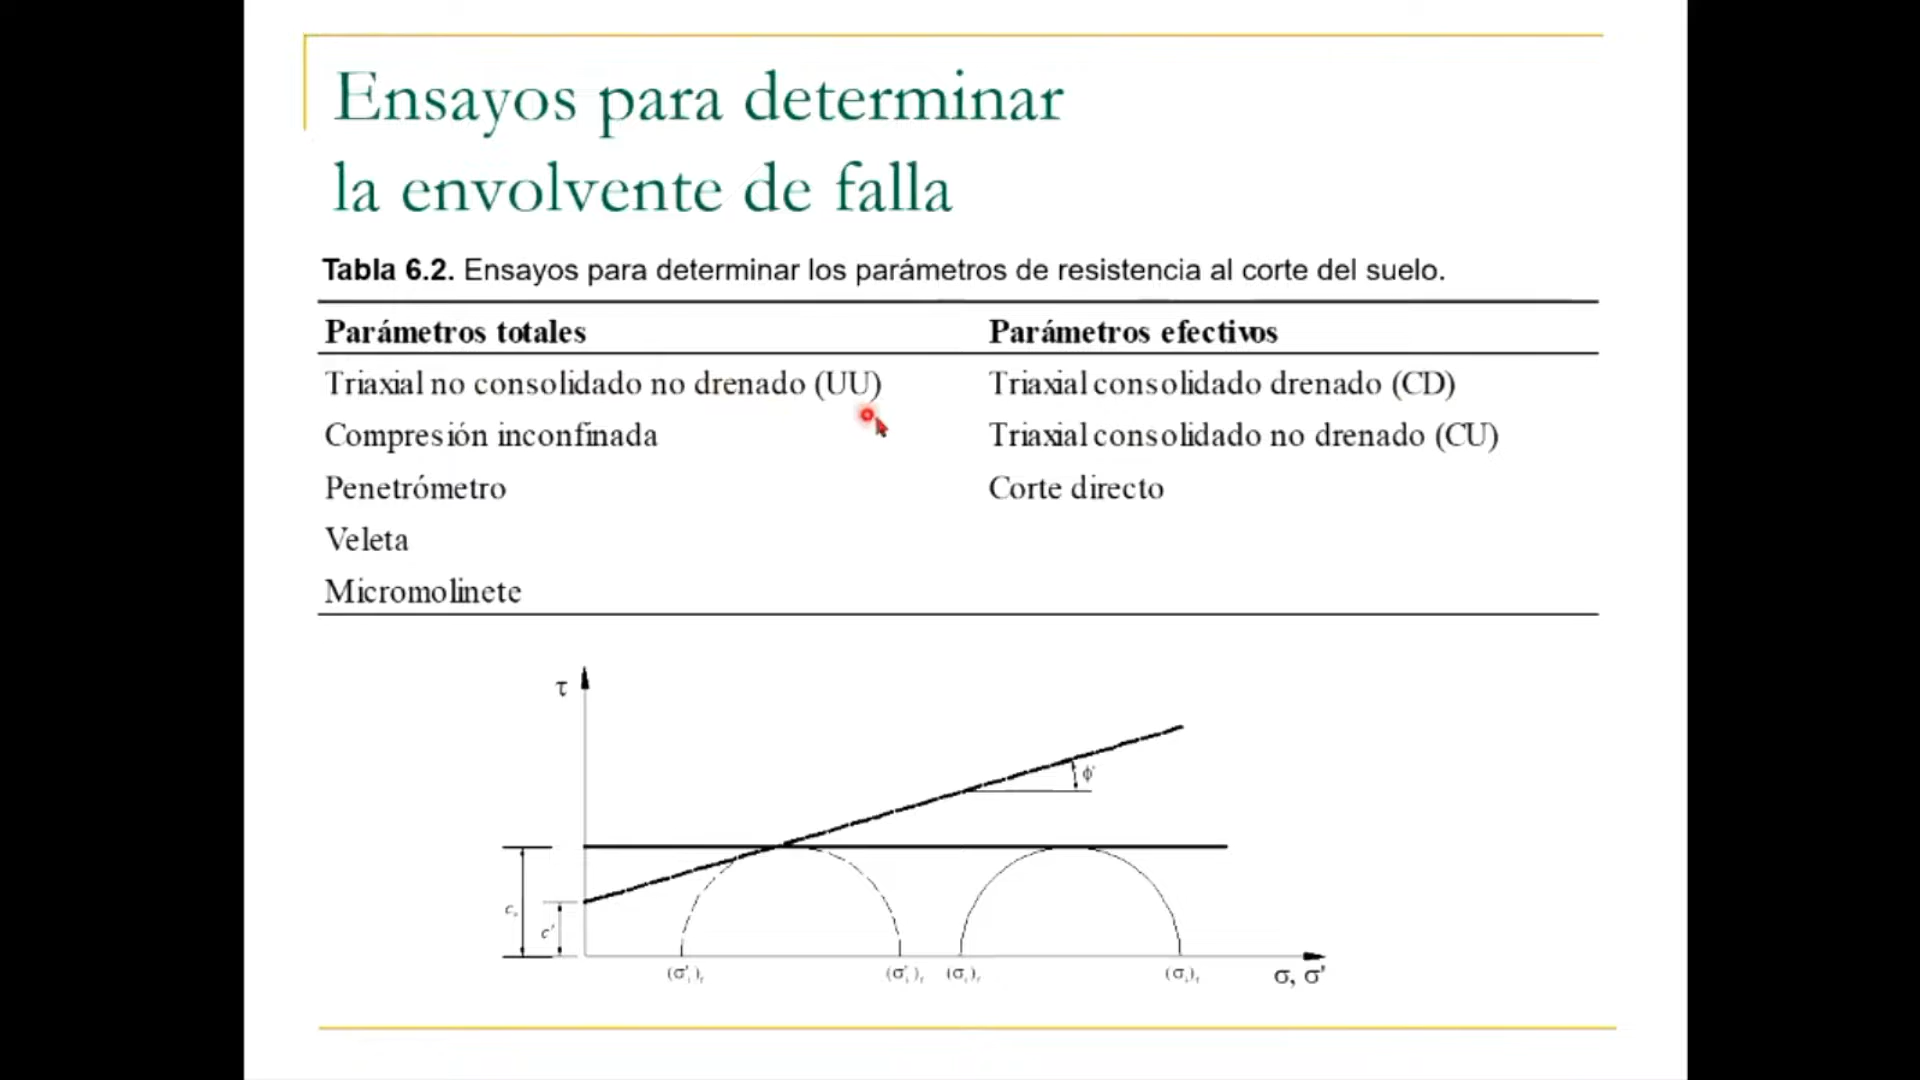 Ensayos para determinar
la envolvente de falla
Tabla 6.2. Ensayos para determinar los parámetros de resistencia al corte del suelo.
Parámetros totales Parámetros efectivos
Triaxial no consolidado no drenado (UU) Triaxial consolidado drenado (CD)
Compresión inconfinada Triaxial consolidado no drenado (CU)
Penetrómetro Corte directo
Veleta
Micromolinete
τ
ϕ'
c'
σ, σ'